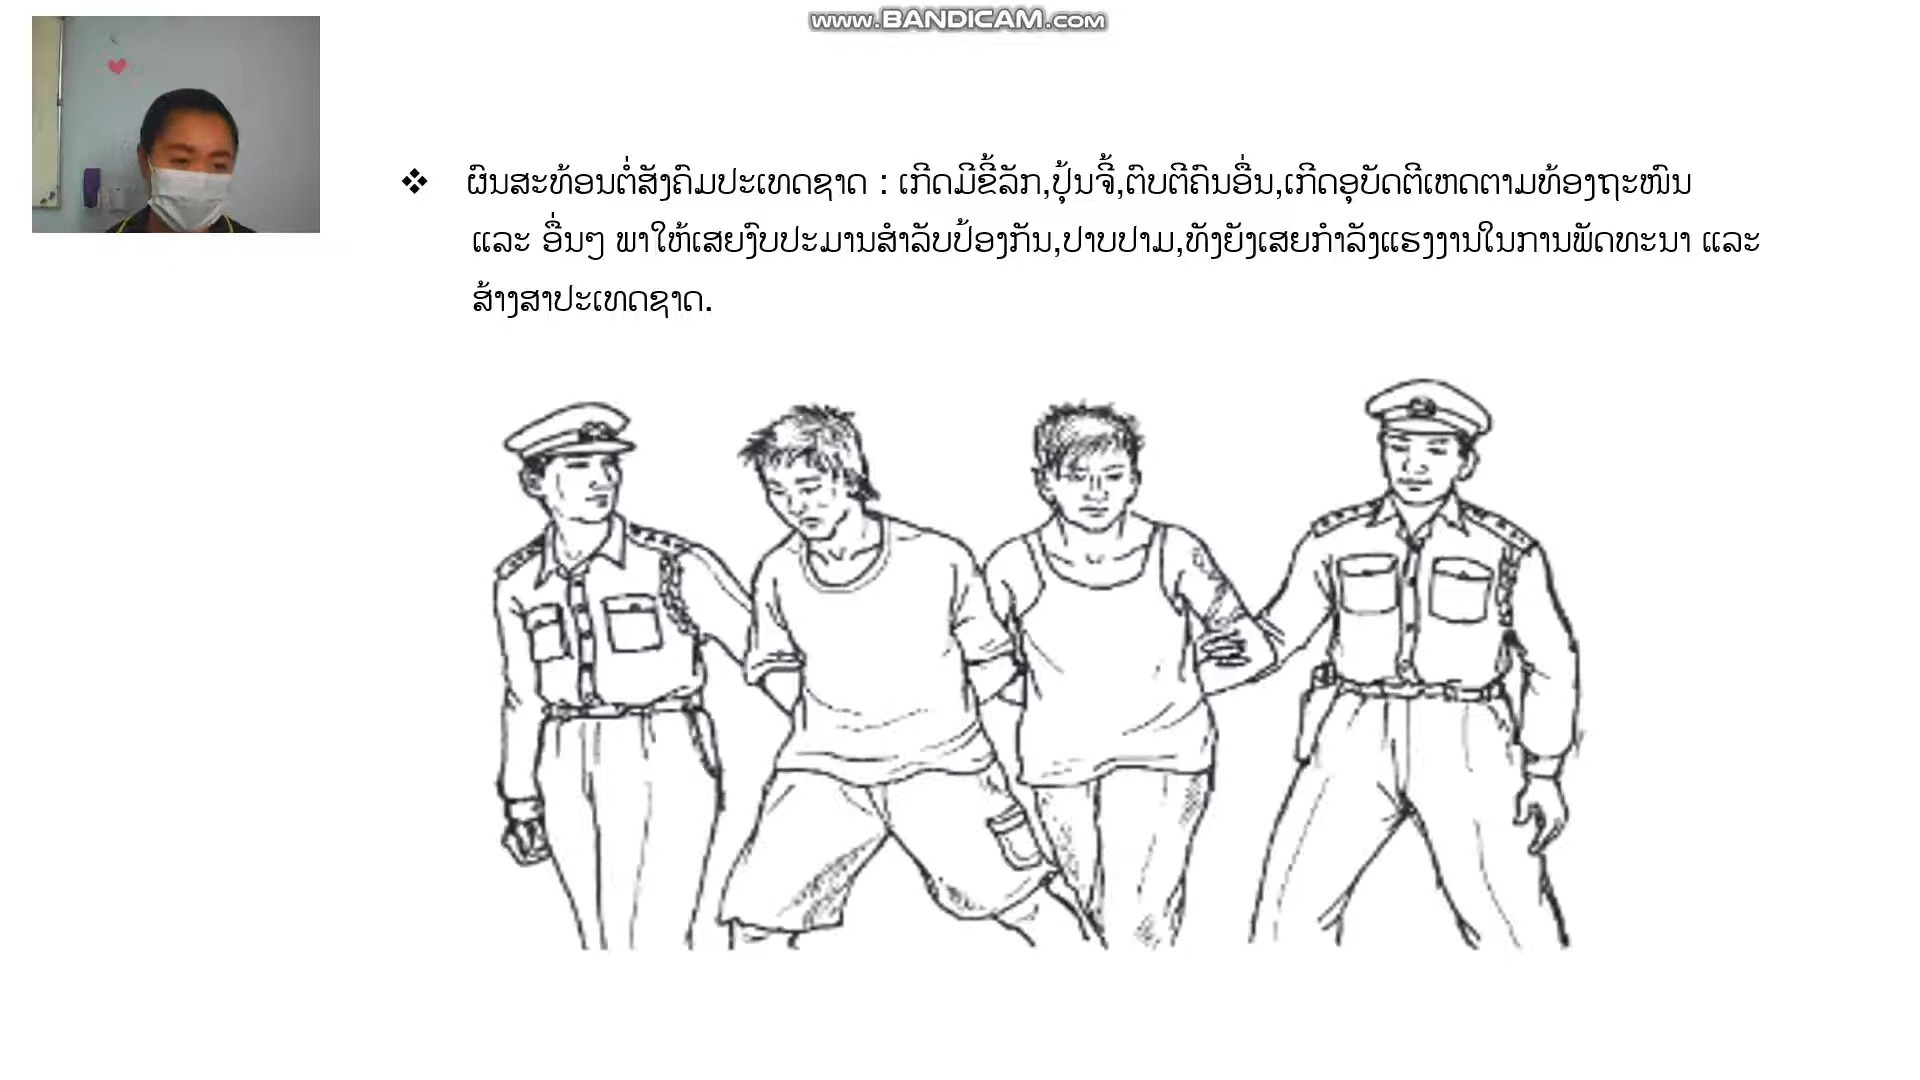 www.BANDICAM.com
❖ ຜົນສະທ້ອນຕໍ່ສັງຄົມປະເທດຊາດ : ເກີດມີຂີ້ລັກ,ປຸ້ນຈີ້,ຕົບຕີຄົນອື່ນ,ເກີດອຸບັດຕິເຫດຕາມທ້ອງຖະໜົນ
ແລະ ອື່ນໆ ພາໃຫ້ເສຍງົບປະມານສຳລັບປ້ອງກັນ,ປາບປາມ,ທັງຍັງເສຍກຳລັງແຮງງານໃນການພັດທະນາ ແລະ
ສ້າງສາປະເທດຊາດ.